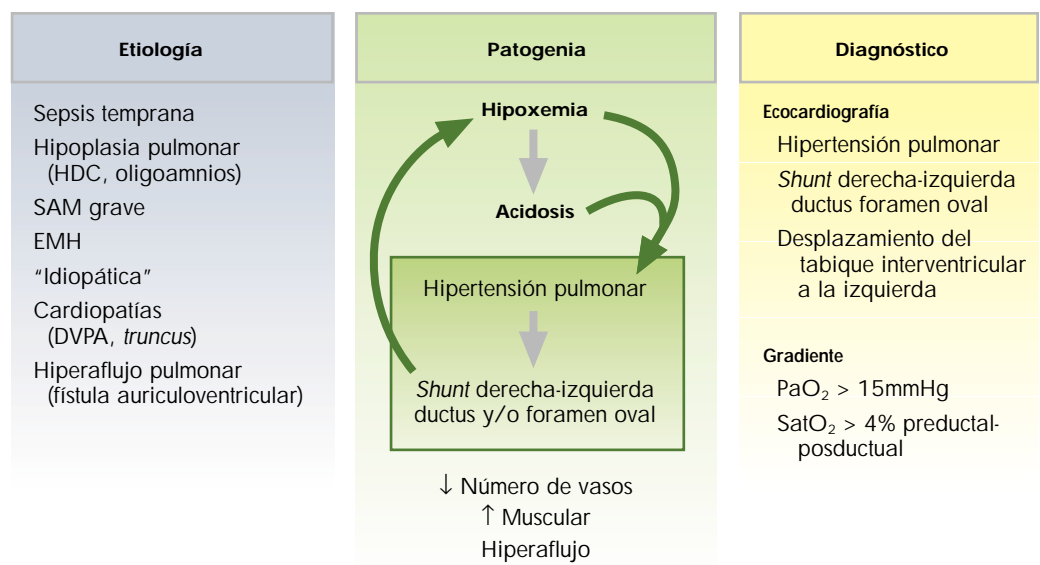 Etiología
Sepsis temprana
Hipoplasia pulmonar
(HDC, oligoamnios)
SAM grave
EMH
“Idiopática”
Cardiopatías
(DVPA, truncus)
Hiperaflujo pulmonar
(fístula auriculoventricular)
Patogenia
Hipoxemia
Acidosis
Hipertensión pulmonar
Shunt derecha-izquierda
ductus y/o foramen oval
↓ Número de vasos
↑ Muscular
Hiperaflujo
Diagnóstico
Ecocardiografía
Hipertensión pulmonar
Shunt derecha-izquierda
ductus foramen oval
Desplazamiento del
tabique interventricular
a la izquierda
Gradiente
PaO₂ > 15mmHg
SatO₂ > 4% preductal-
posductual